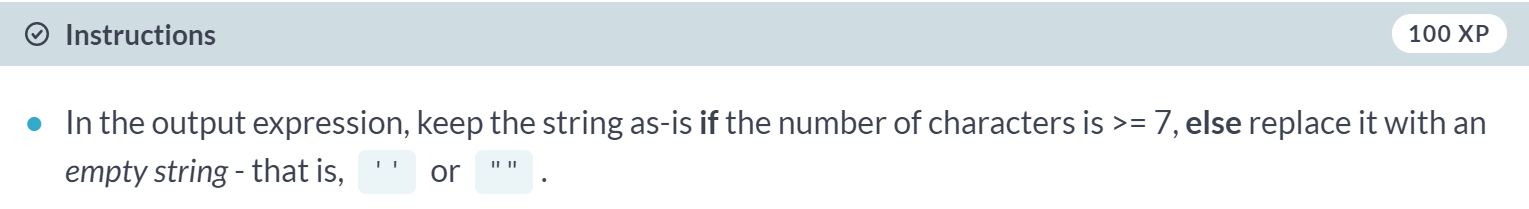 Instructions
100 XP
In the output expression, keep the string as-is if the number of characters is >= 7, else replace it with an
empty string - that is, '' or "".